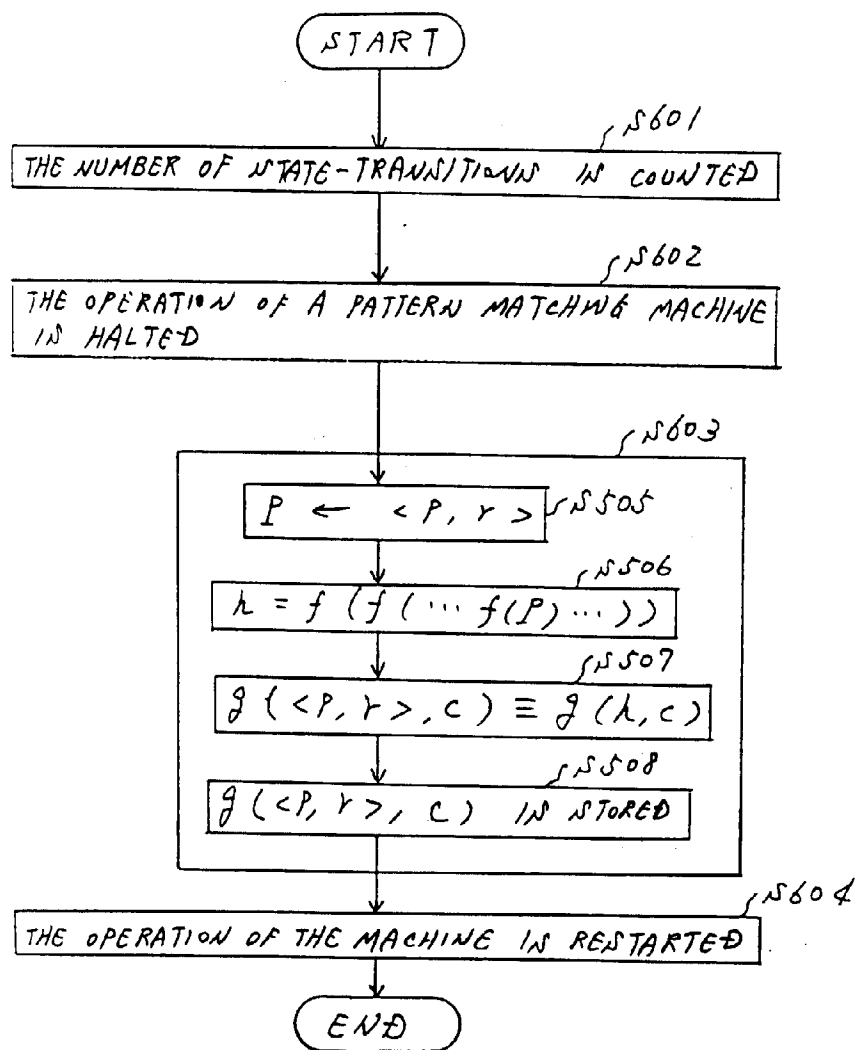 START
S601
THE NUMBER OF STATE-TRANSITIONS IS COUNTED
S602
THE OPERATION OF A PATTERN MATCHING MACHINE
IS HALTED
S603
P ← <P, r> S505
S506
h = f (f (... f(P) ...))
S507
g (<P, r>, c) ≡ g (h, c)
S508
g (<P, r>, c) IS STORED
S604
THE OPERATION OF THE MACHINE IS RESTARTED
END